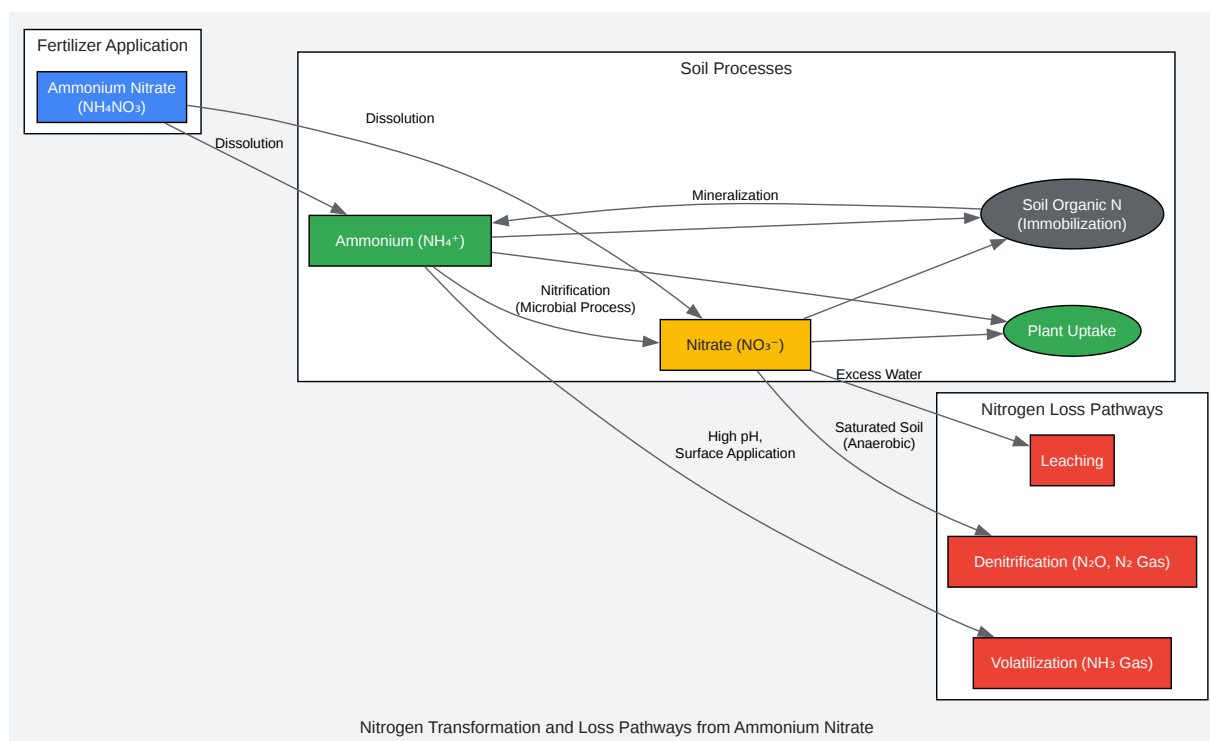 Fertilizer Application
Ammonium Nitrate
(NH₄NO₃)
Soil Processes
Dissolution
Dissolution
Mineralization
Soil Organic N
(Immobilization)
Ammonium (NH₄⁺)
Nitrification
(Microbial Process)
Nitrate (NO₃⁻)
Plant Uptake
Excess Water
Nitrogen Loss Pathways
High pH,
Surface Application
Saturated Soil
(Anaerobic)
Leaching
Denitrification (N₂O, N₂ Gas)
Volatilization (NH₃ Gas)
Nitrogen Transformation and Loss Pathways from Ammonium Nitrate